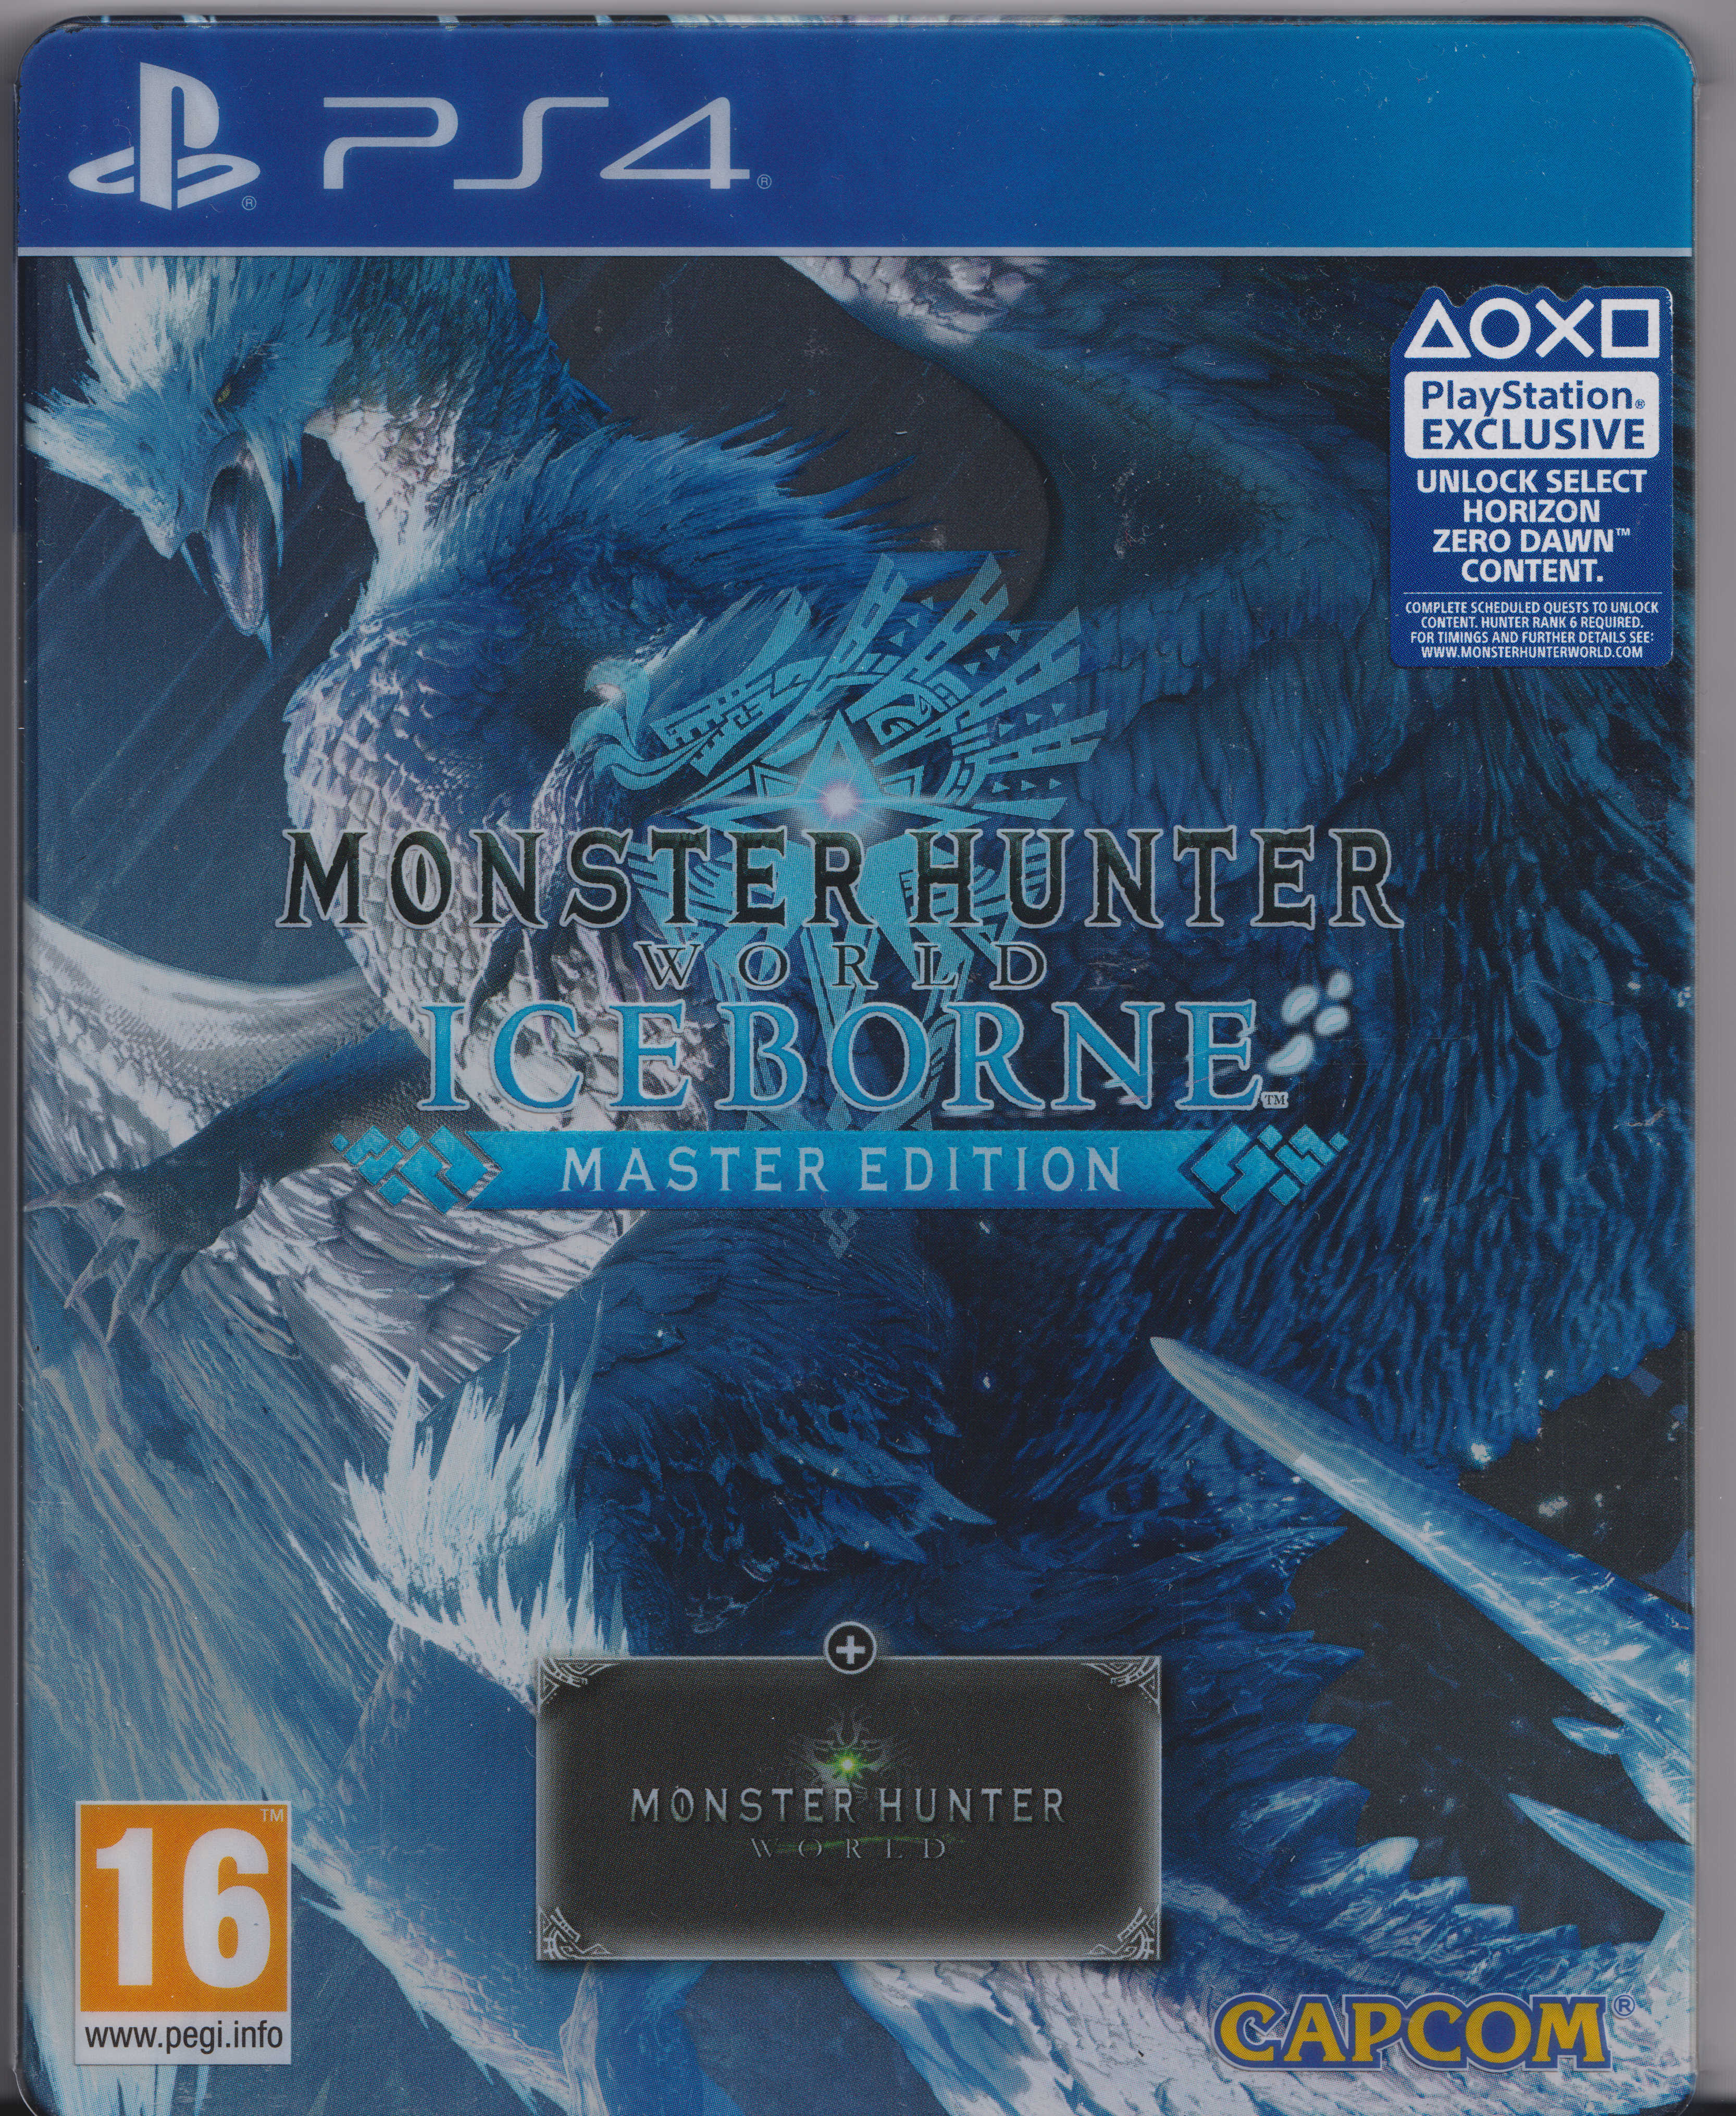 PS4®
PlayStation®
EXCLUSIVE
UNLOCK SELECT
HORIZON
ZERO DAWN™
CONTENT.
COMPLETE SCHEDULED QUESTS TO UNLOCK
CONTENT. HUNTER RANK 6 REQUIRED.
FOR TIMINGS AND FURTHER DETAILS SEE:
WWW.MONSTERHUNTERWORLD.COM
MONSTER HUNTER
WORLD
ICEBORNE™
MASTER EDITION
+
MONSTER HUNTER
WORLD
16™
www.pegi.info
CAPCOM®